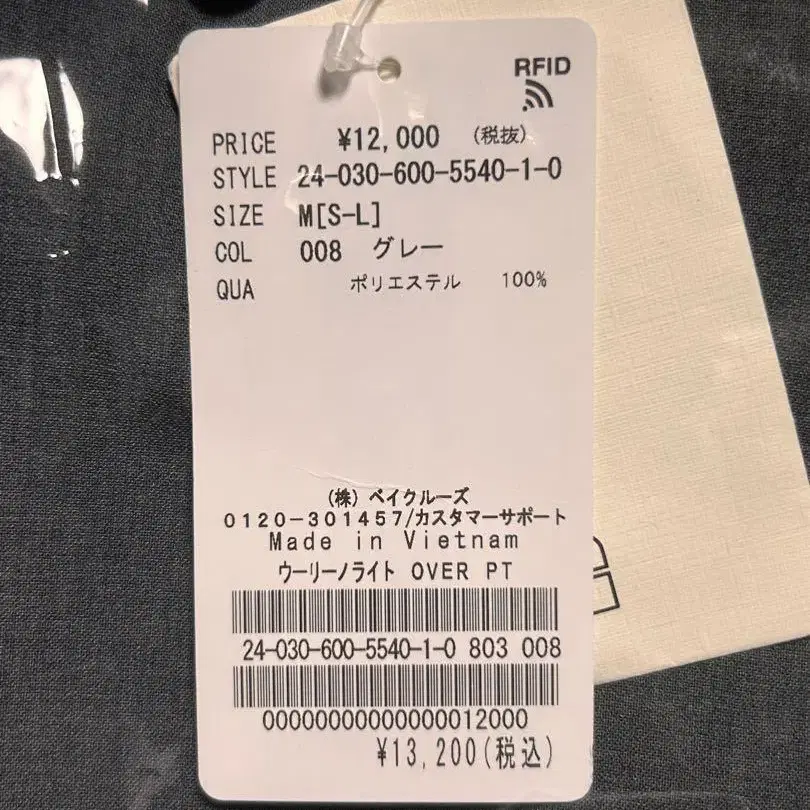 RFID
PRICE ¥12,000 (税抜)
STYLE 24-030-600-5540-1-0
SIZE M[S-L]
COL 008 グレー
QUA ポリエステル 100%
(株) ベイクルーズ
0120-301457/カスタマーサポート
Made in Vietnam
ウーリーノライト OVER PT
24-030-600-5540-1-0 803 008
00000000000000012000
¥13,200(税込)